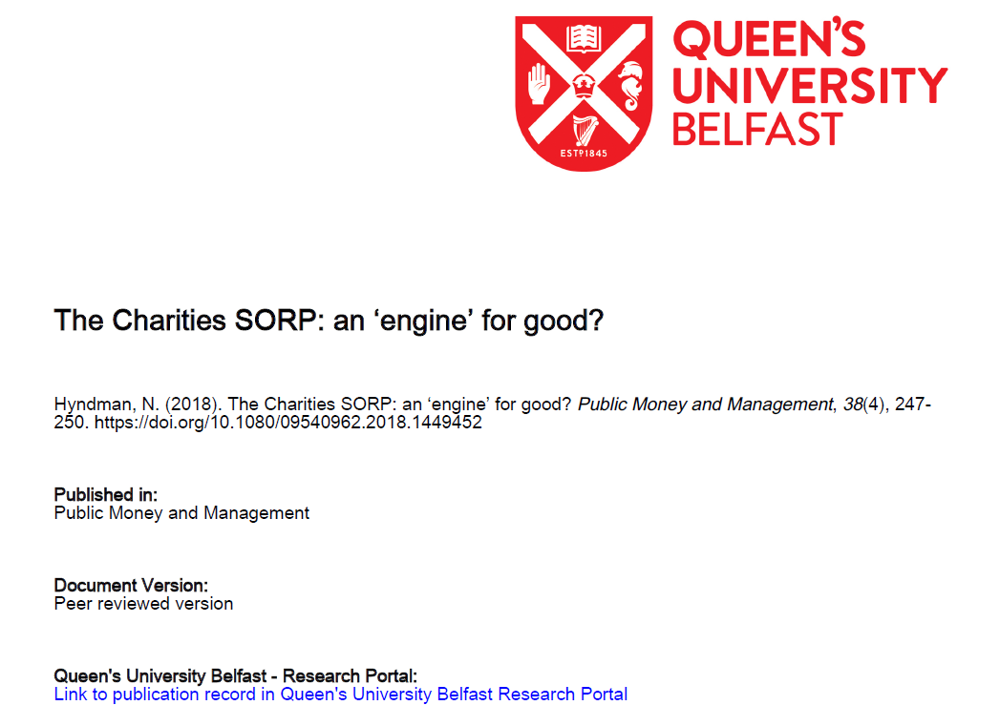 QUEEN'S
UNIVERSITY
BELFAST
ESTD 1845
The Charities SORP: an ‘engine’ for good?
Hyndman, N. (2018). The Charities SORP: an ‘engine’ for good? Public Money and Management, 38(4), 247-
250. https://doi.org/10.1080/09540962.2018.1449452
Published in:
Public Money and Management
Document Version:
Peer reviewed version
Queen's University Belfast - Research Portal:
Link to publication record in Queen's University Belfast Research Portal